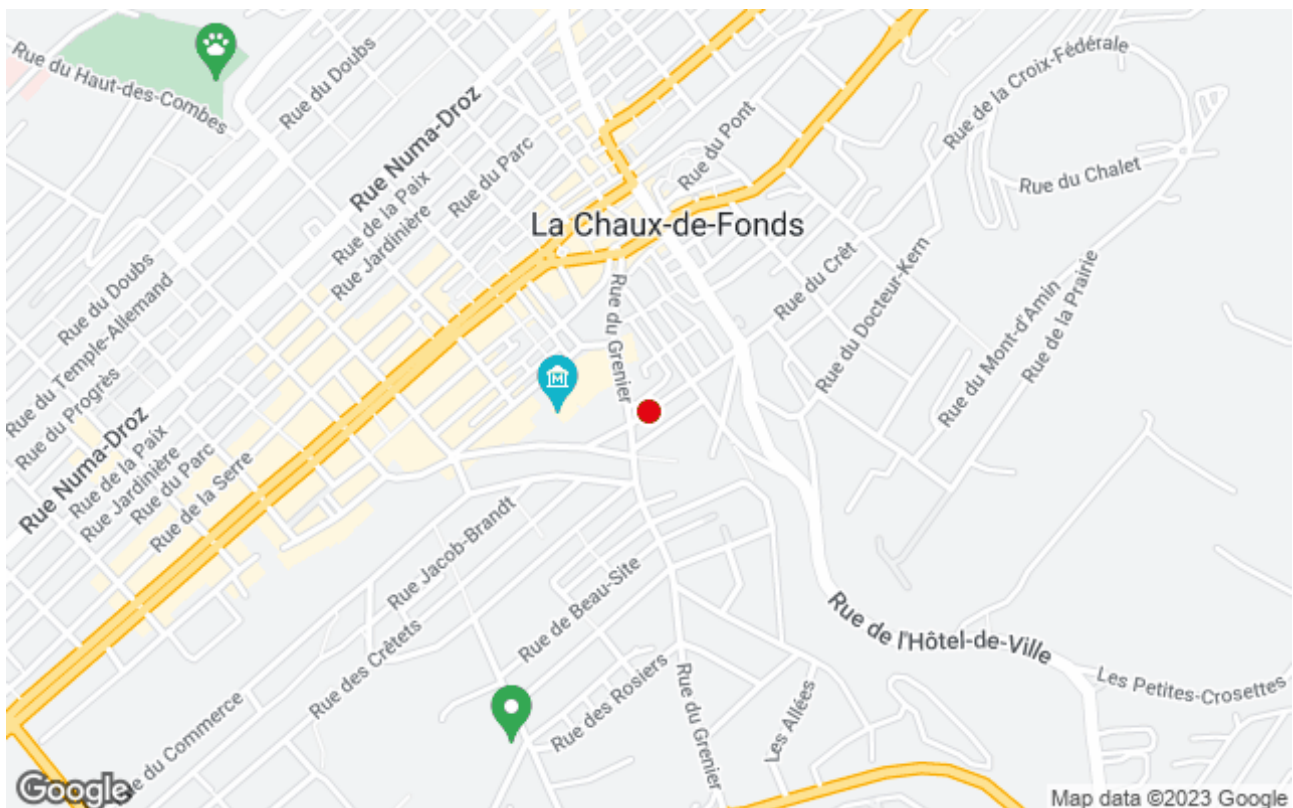 Rue du Haut-des-Combes
Rue du Doubs
Rue Numa-Droz
Rue du Parc
Rue de la Paix
Rue Jardinière
Rue du Pont
Rue de la Croix-Fédérale
Rue du Chalet
La Chaux-de-Fonds
Rue du Doubs
Rue du Temple-Allemand
Rue du Progrès
Rue Numa-Droz
Rue de la Paix
Rue Jardinière
Rue du Parc
Rue de la Serre
Rue du Grenier
Rue du Crêt
Rue du Docteur-Kern
Rue du Mont-d'Amin
Rue de la Prairie
M
Rue Jacob-Brandt
Rue des Crêtets
Rue de Beau-Site
Rue de l'Hôtel-de-Ville
Les Petites-Crosettes
Rue des Rosiers
Rue du Grenier
Les Allées
Rue du Commerce
Google
Map data ©2023 Google